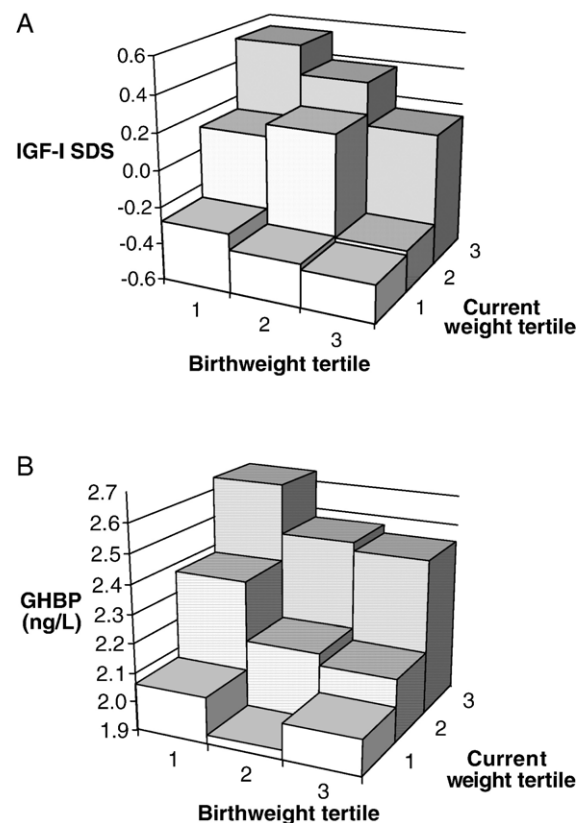 A
0.6
0.4
0.2
IGF-I SDS
0.0
-0.2
-0.4
-0.6
1
2
3
1
2
3
Current
weight tertile
Birthweight tertile
B
2.7
2.6
2.5
2.4
GHBP
(ng/L)
2.3
2.2
2.1
2.0
1.9
1
2
3
1
2
3
Current
weight tertile
Birthweight tertile